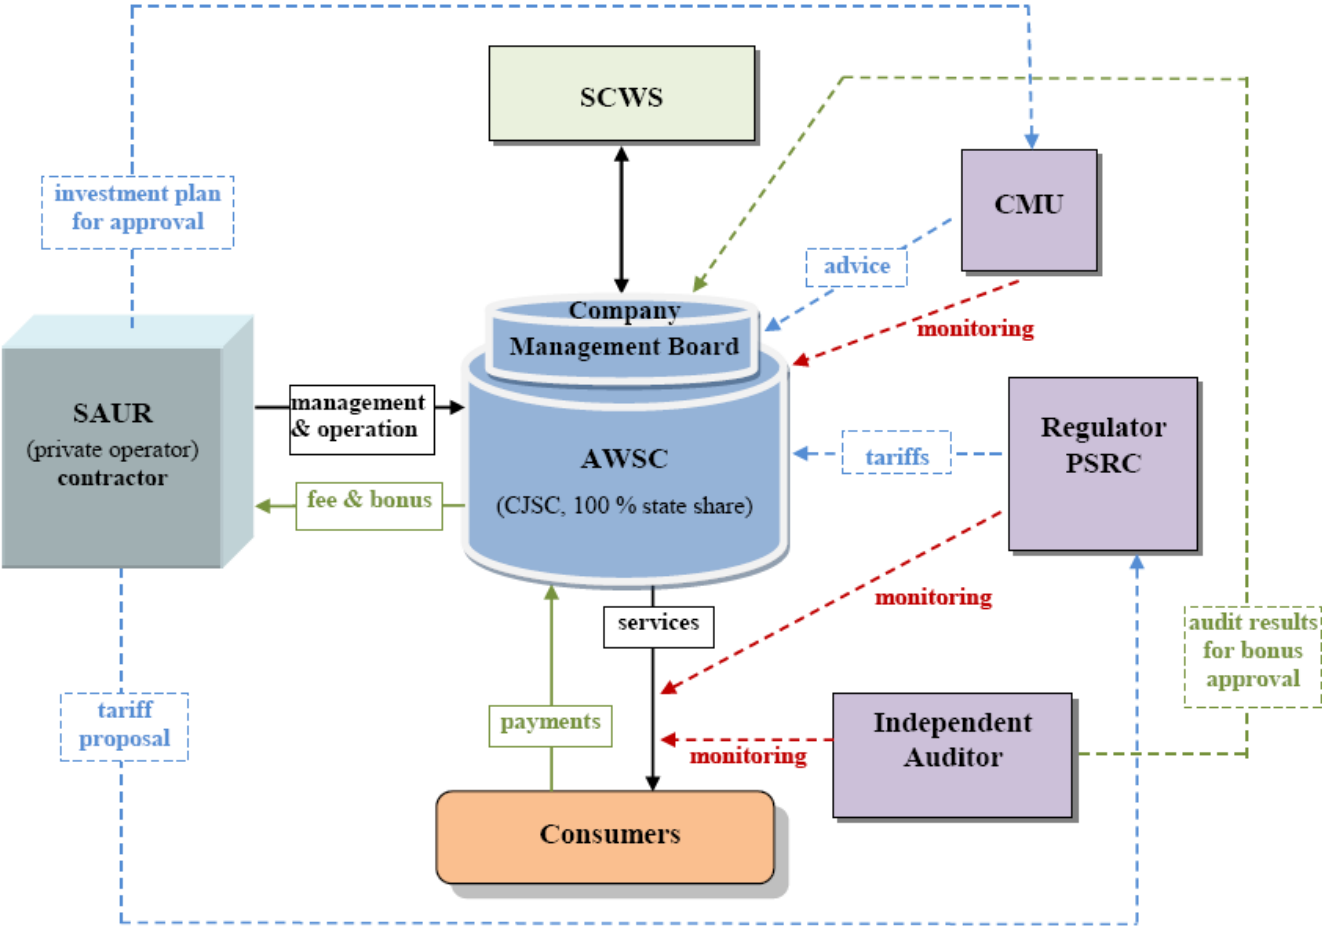 SCWS
investment plan
for approval
CMU
advice
Company
Management Board
monitoring
SAUR
(private operator)
contractor
management
& operation
AWSC
(CJSC, 100 % state share)
tariffs
Regulator
PSRC
fee & bonus
monitoring
services
audit results
for bonus
approval
tariff
proposal
payments
monitoring
Independent
Auditor
Consumers